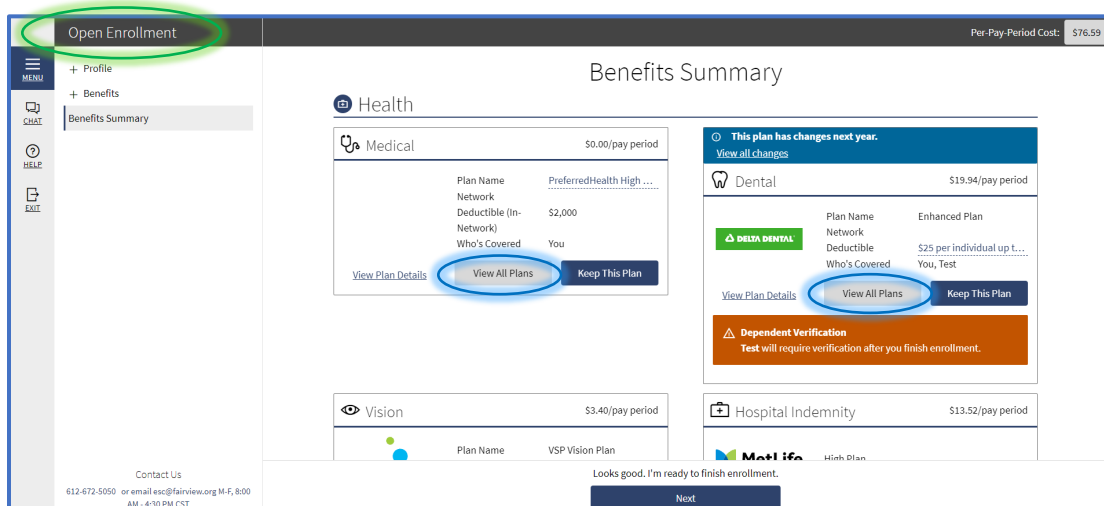 Open Enrollment
Per-Pay-Period Cost: $76.59
MENU
CHAT
HELP
EXIT
+ Profile
+ Benefits
Benefits Summary
Benefits Summary
Health
Medical $0.00/pay period
Plan Name PreferredHealth High ...
Network
Deductible (In- $2,000
Network)
Who's Covered You
View Plan Details View All Plans Keep This Plan
This plan has changes next year.
View all changes
Dental $19.94/pay period
DELTA DENTAL
Plan Name Enhanced Plan
Network
Deductible $25 per individual up t...
Who's Covered You, Test
View Plan Details View All Plans Keep This Plan
Dependent Verification
Test will require verification after you finish enrollment.
Vision $3.40/pay period
Plan Name VSP Vision Plan
Hospital Indemnity $13.52/pay period
MetLife High Plan
Contact Us
612-672-5050 or email esc@fairview.org M-F, 8:00
AM - 4:30 PM CST
Looks good. I'm ready to finish enrollment.
Next